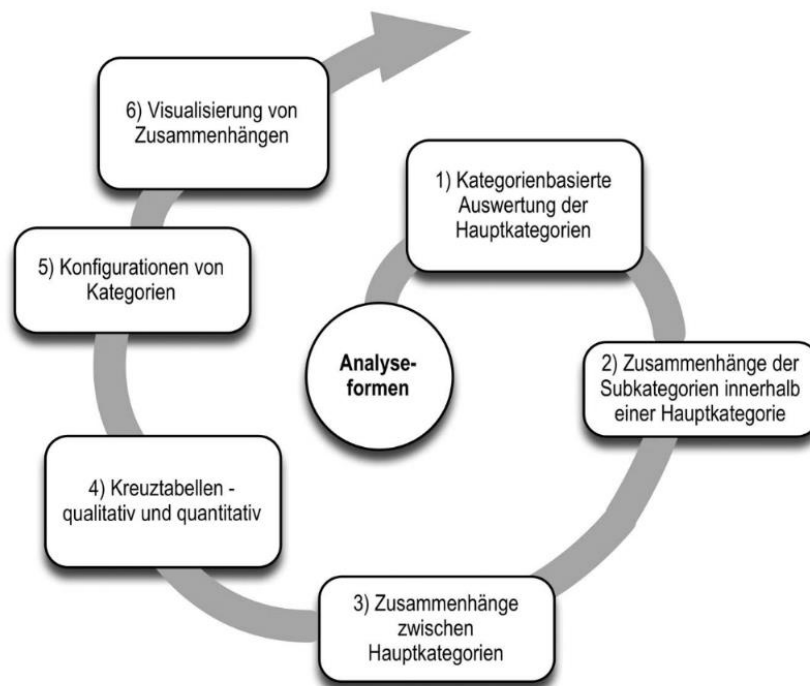 6) Visualisierung von
Zusammenhängen
1) Kategorienbasierte
Auswertung der
Hauptkategorien
5) Konfigurationen von
Kategorien
Analyse-
formen
2) Zusammenhänge der
Subkategorien innerhalb
einer Hauptkategorie
4) Kreuztabellen -
qualitativ und quantitativ
3) Zusammenhänge
zwischen
Hauptkategorien